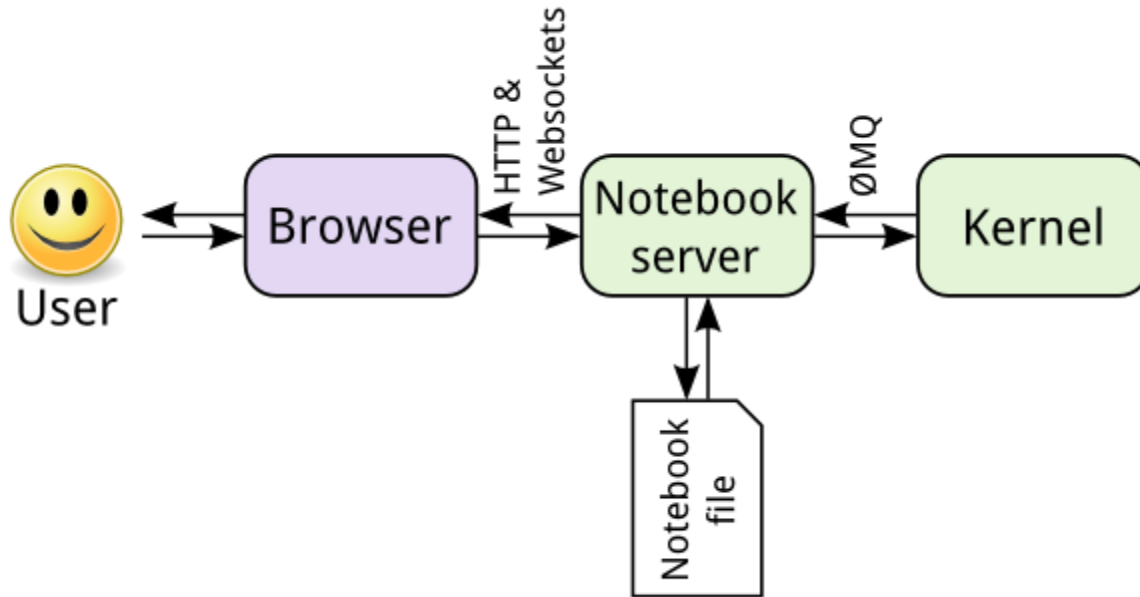 HTTP &
Websockets
ØMQ
User
Browser
Notebook
server
Kernel
Notebook
file